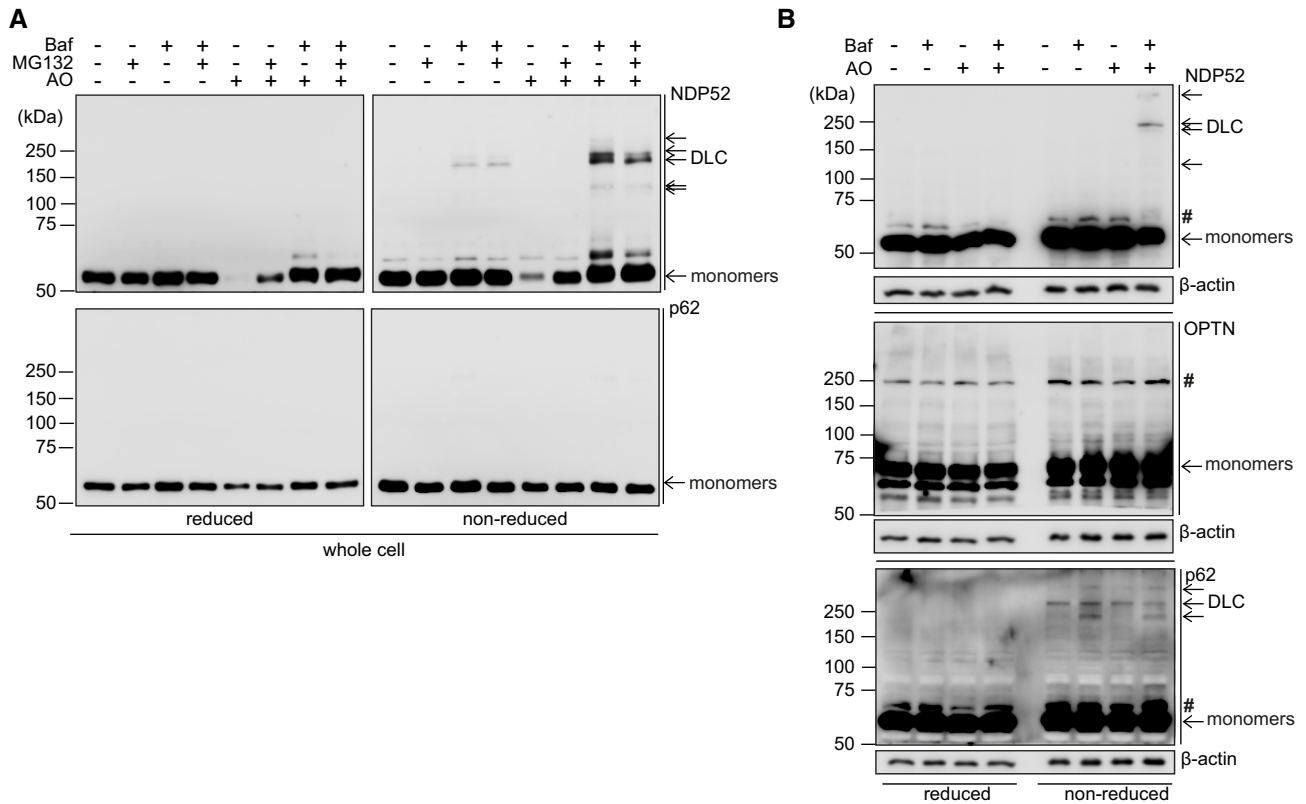 A
Baf - - + + - - + +   - - + + - - + +
MG132 - + - + - + - +   - + - + - + - +
AO - - - - + + + +   - - - - + + + +
NDP52
(kDa)
250
150
100
75
50
DLC
monomers
p62
250
150
100
75
50
monomers
reduced   non-reduced
whole cell
B
Baf - + - +   - + - +
AO - - + +   - - + +
NDP52
(kDa)
250
150
100
75
50
DLC
#
monomers
β-actin
OPTN
250
150
100
75
50
#
monomers
β-actin
p62
250
150
100
75
50
DLC
#
monomers
β-actin
reduced   non-reduced